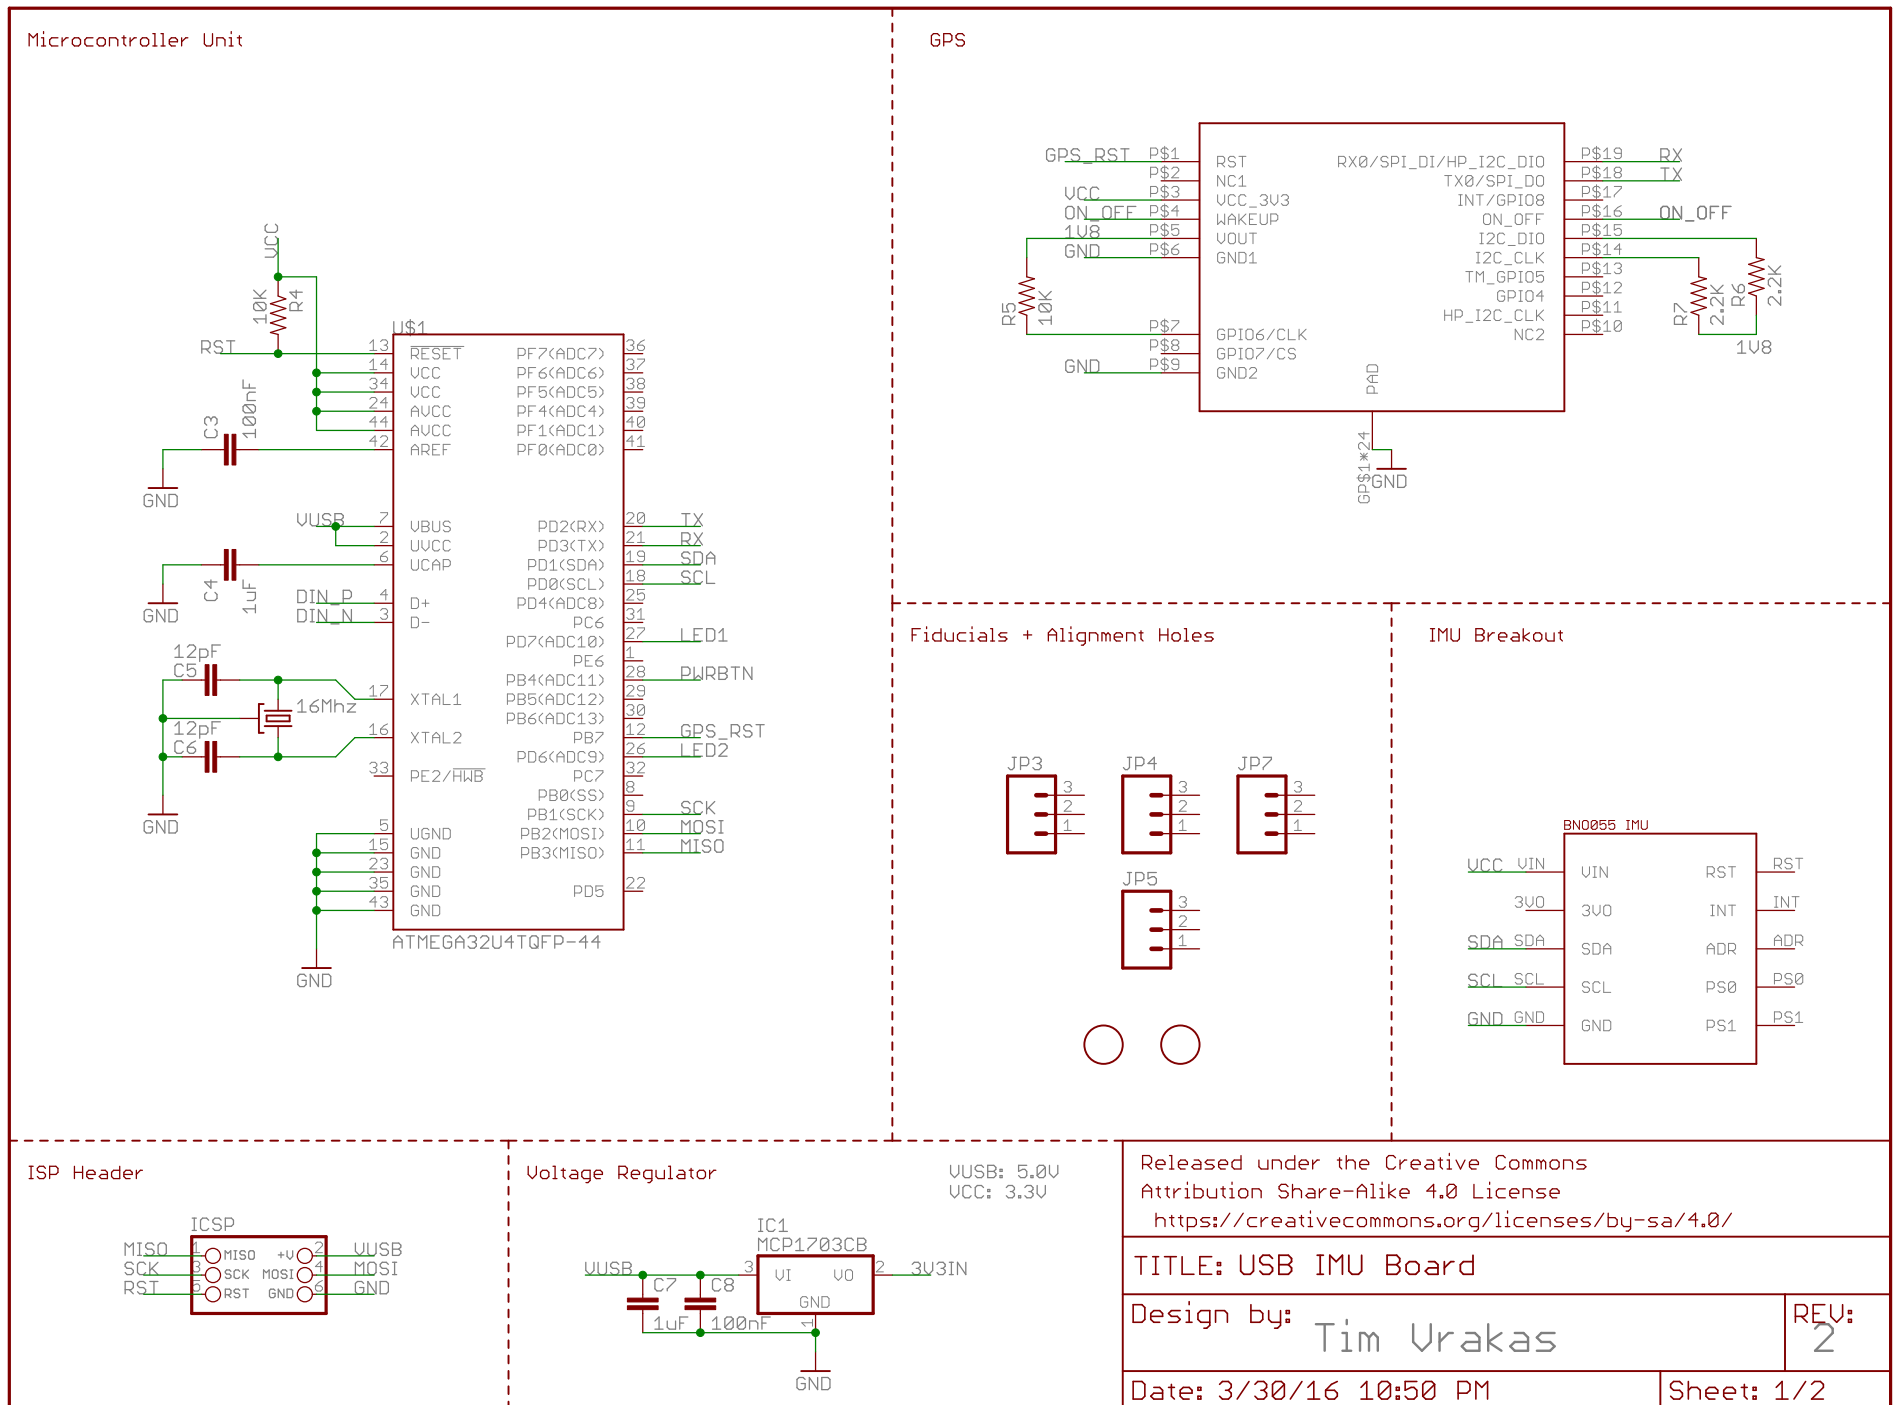 Microcontroller Unit
VCC
10K
R4
RST
U$1
13 RESET PF7(ADC7) 36
14 VCC PF6(ADC6) 37
34 VCC PF5(ADC5) 38
24 AVCC PF4(ADC4) 39
44 AVCC PF1(ADC1) 40
42 AREF PF0(ADC0) 41
C3
100nF
GND
VUSB 7 VBUS PD2(RX) 20 TX
2 UVCC PD3(TX) 21 RX
6 UCAP PD1(SDA) 19 SDA
PD0(SCL) 18 SCL
C4
1uF
GND
DIN_P 4 D+ PD4(ADC8) 25
DIN_N 3 D- PC6 31
PD7(ADC10) 27 LED1
PE6 1
PB4(ADC11) 28 PWRBTN
12pF
C5
17 XTAL1 PB5(ADC12) 29
16Mhz
PB6(ADC13) 30
12pF
C6
16 XTAL2 PB7 12 GPS_RST
PD6(ADC9) 26 LED2
33 PE2/HWB PC7 32
PB0(SS) 8
PB1(SCK) 9 SCK
GND
5 UGND PB2(MOSI) 10 MOSI
15 GND PB3(MISO) 11 MISO
23 GND
35 GND PD5 22
43 GND
ATMEGA32U4TQFP-44
GND
GPS
GPS_RST P$1 RST RX0/SPI_DI/HP_I2C_DIO P$19 RX
P$2 NC1 TX0/SPI_DO P$18 TX
VCC P$3 VCC_3V3 INT/GPIO8 P$17
ON_OFF P$4 WAKEUP ON_OFF P$16 ON_OFF
1V8 P$5 VOUT I2C_DIO P$15
GND P$6 GND1 I2C_CLK P$14
TM_GPIO5 P$13
GPIO4 P$12
HP_I2C_CLK P$11
P$7 GPIO6/CLK NC2 P$10
P$8 GPIO7/CS
GND P$9 GND2
R5
10K
R7
2.2K
R6
2.2K
1V8
PAD
GP$1*24
GND
Fiducials + Alignment Holes
JP3
3
2
1
JP4
3
2
1
JP7
3
2
1
JP5
3
2
1
IMU Breakout
BNO055 IMU
VCC VIN VIN RST RST
3VO 3VO INT INT
SDA SDA SDA ADR ADR
SCL SCL SCL PS0 PS0
GND GND GND PS1 PS1
ISP Header
ICSP
MISO 1 MISO +V 2 VUSB
SCK 3 SCK MOSI 4 MOSI
RST 5 RST GND 6 GND
Voltage Regulator
VUSB: 5.0V
VCC: 3.3V
IC1
MCP1703CB
VUSB 3 VI VO 2 3V3IN
C7
C8
GND
1uF
100nF
1
GND
Released under the Creative Commons
Attribution Share-Alike 4.0 License
https://creativecommons.org/licenses/by-sa/4.0/
TITLE: USB IMU Board
Design by: Tim Vrakas
REV: 2
Date: 3/30/16 10:50 PM
Sheet: 1/2